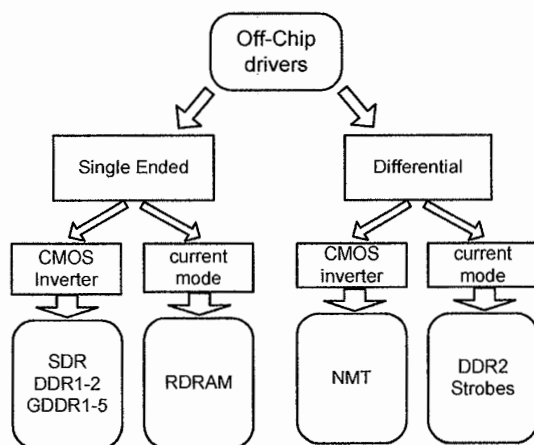 Off-Chip
drivers
Single Ended
Differential
CMOS
Inverter
current
mode
CMOS
inverter
current
mode
SDR
DDR1-2
GDDR1-5
RDRAM
NMT
DDR2
Strobes